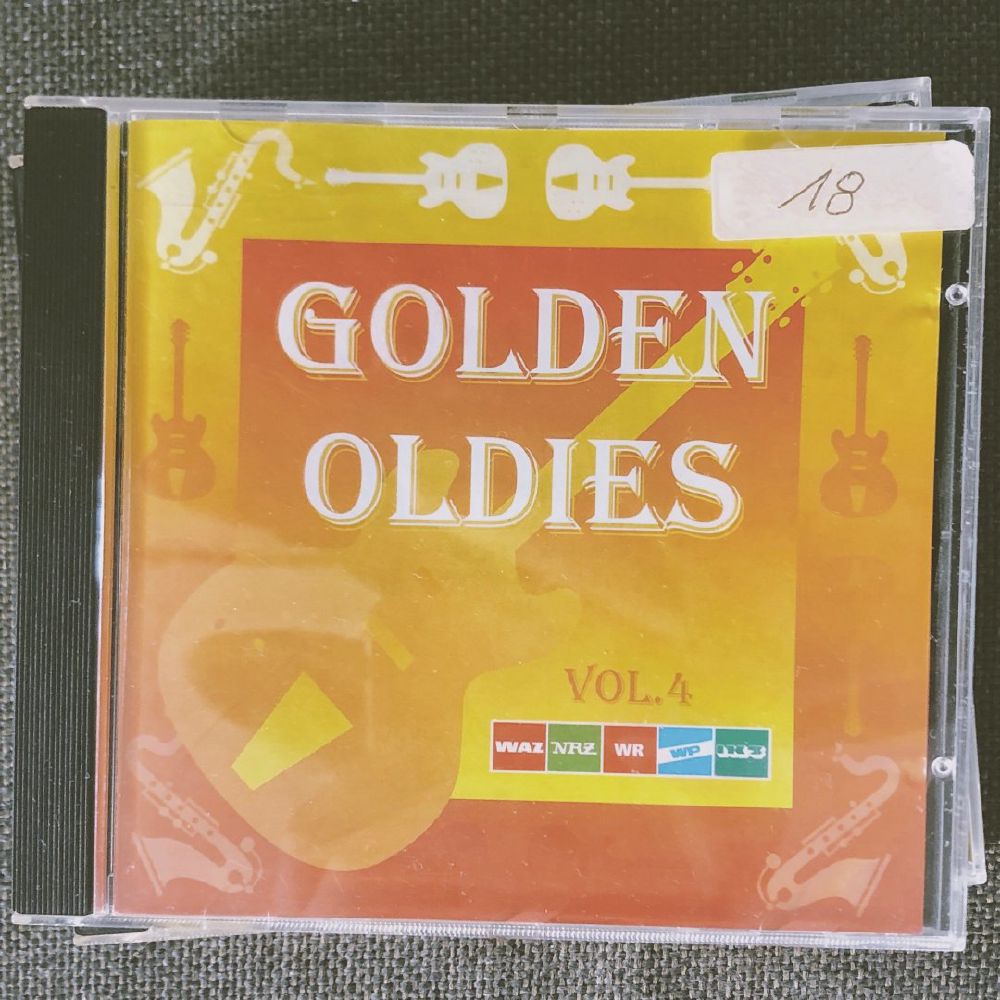 18
GOLDEN
OLDIES
VOL.4
WAZ NRZ WR WP IKZ